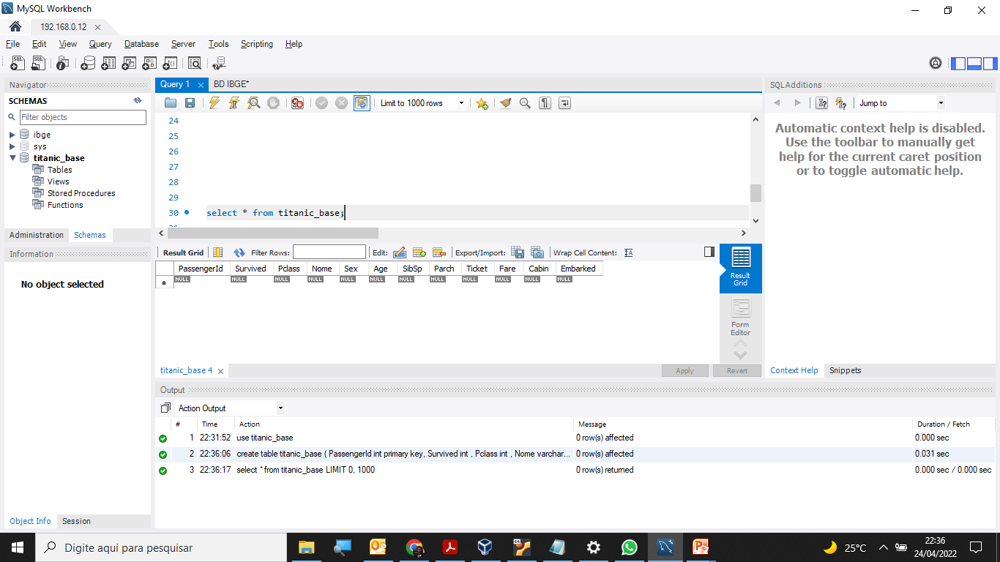 MySQL Workbench
192.168.0.12
File Edit View Query Database Server Tools Scripting Help
Navigator
SCHEMAS
Filter objects
ibge
sys
titanic_base
Tables
Views
Stored Procedures
Functions
Administration Schemas
Information
No object selected
Object Info Session
Query 1 BD IBGE*
Limit to 1000 rows
24
25
26
27
28
29
30 select * from titanic_base;
Result Grid Filter Rows: Edit: Export/Import: Wrap Cell Content:
PassengerId Survived Pclass Nome Sex Age SibSp Parch Ticket Fare Cabin Embarked
NULL NULL NULL NULL NULL NULL NULL NULL NULL NULL NULL NULL
Result
Grid
Form
Editor
titanic_base 4 Apply Revert
SQLAdditions
Jump to
Automatic context help is disabled.
Use the toolbar to manually get
help for the current caret position
or to toggle automatic help.
Context Help Snippets
Output
Action Output
# Time Action Message Duration / Fetch
1 22:31:52 use titanic_base 0 row(s) affected 0.000 sec
2 22:36:06 create table titanic_base ( PassengerId int primary key, Survived int , Pclass int , Nome varchar... 0 row(s) affected 0.031 sec
3 22:36:17 select * from titanic_base LIMIT 0, 1000 0 row(s) returned 0.000 sec / 0.000 sec
Digite aqui para pesquisar
25°C
22:36
24/04/2022